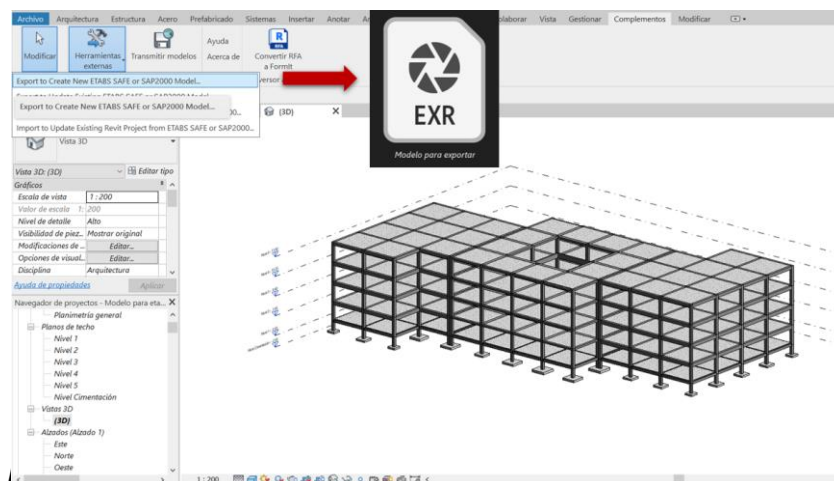 Archivo Arquitectura Estructura Acero Prefabricado Sistemas Insertar Anotar Colaborar Vista Gestionar Complementos Modificar
Modificar
Herramientas externas
Transmitir modelos
Ayuda
Acerca de
Convertir RFA a FormIt
Export to Create New ETABS SAFE or SAP2000 Model...
Export to Create New ETABS SAFE or SAP2000 Model...
Import to Update Existing Revit Project from ETABS SAFE or SAP2000...
{3D} X
EXR
Modelo para exportar
Vista 3D
Vista 3D: {3D} Editar tipo
Gráficos
Escala de vista 1 : 200
Valor de escala 1: 200
Nivel de detalle Alto
Visibilidad de piez... Mostrar original
Modificaciones de ... Editar...
Opciones de visual... Editar...
Disciplina Arquitectura
Ayuda de propiedades Aplicar
Navegador de proyectos - Modelo para eta... X
Planimetría general
Planos de techo
Nivel 1
Nivel 2
Nivel 3
Nivel 4
Nivel 5
Nivel Cimentación
Vistas 3D
{3D}
Alzados (Alzado 1)
Este
Norte
Oeste
1 : 200